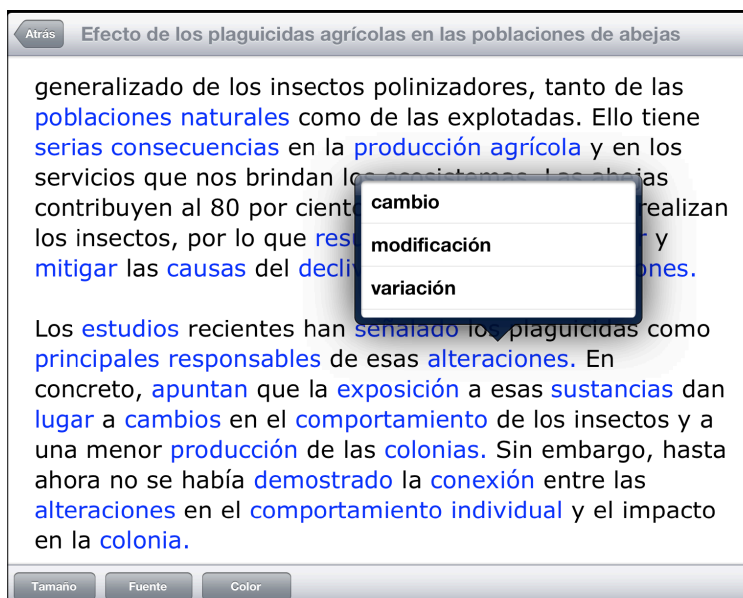 Atrás Efecto de los plaguicidas agrícolas en las poblaciones de abejas
generalizado de los insectos polinizadores, tanto de las
poblaciones naturales como de las explotadas. Ello tiene
serias consecuencias en la producción agrícola y en los
servicios que nos brindan los ecosistemas. Las abejas
contribuyen al 80 por ciento realizan
los insectos, por lo que y
mitigar las causas del
cambio
modificación
variación
Los estudios recientes han señalado los plaguicidas como
principales responsables de esas alteraciones. En
concreto, apuntan que la exposición a esas sustancias dan
lugar a cambios en el comportamiento de los insectos y a
una menor producción de las colonias. Sin embargo, hasta
ahora no se había demostrado la conexión entre las
alteraciones en el comportamiento individual y el impacto
en la colonia.
Tamaño Fuente Color